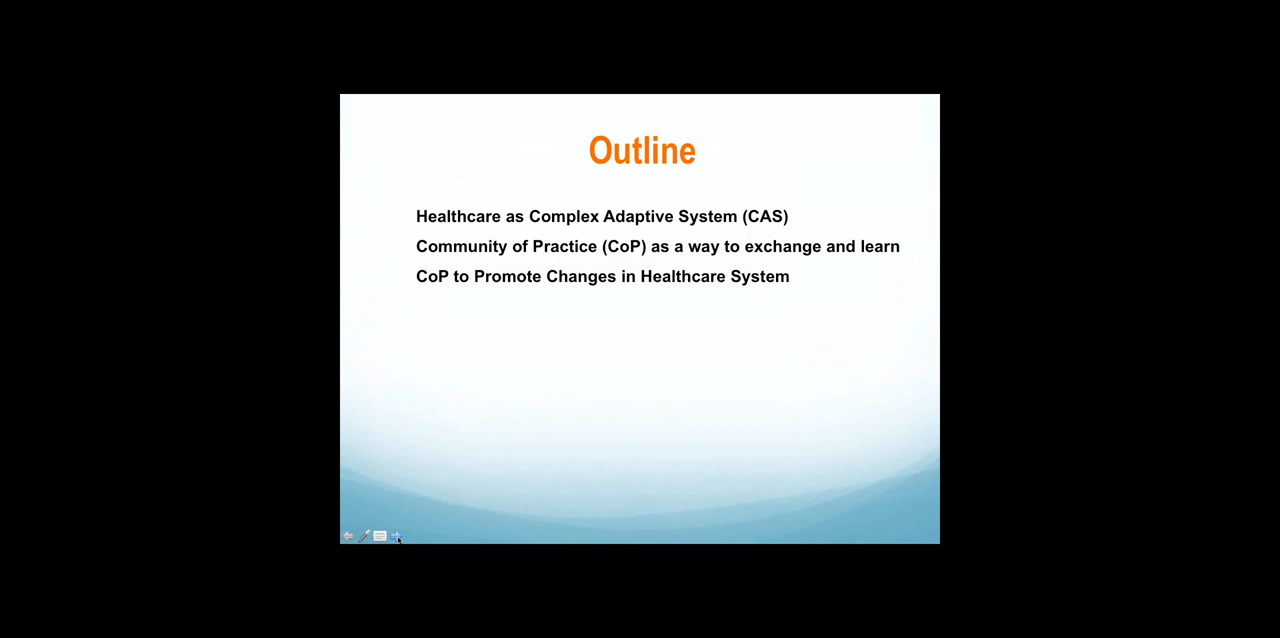 Outline
Healthcare as Complex Adaptive System (CAS)
Community of Practice (CoP) as a way to exchange and learn
CoP to Promote Changes in Healthcare System